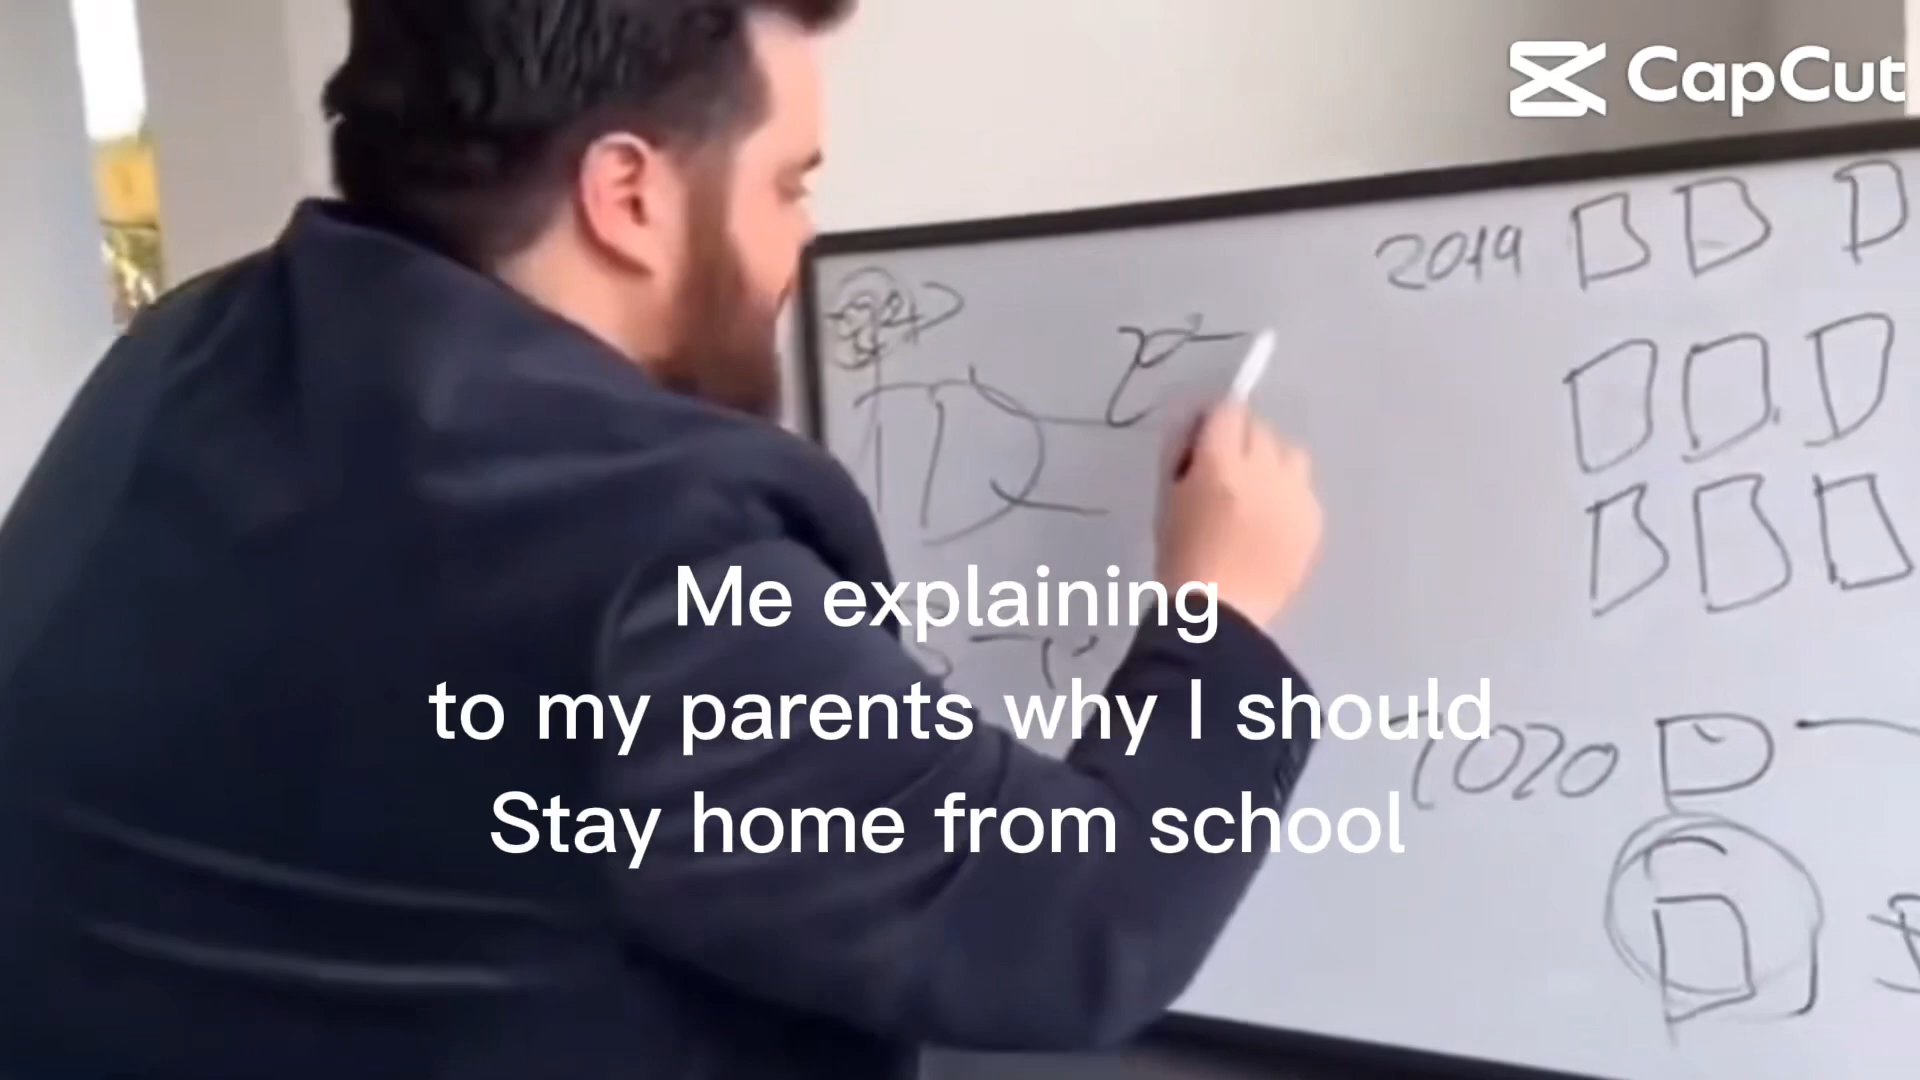 CapCut
2019
Me explaining
to my parents why I should
2020
Stay home from school